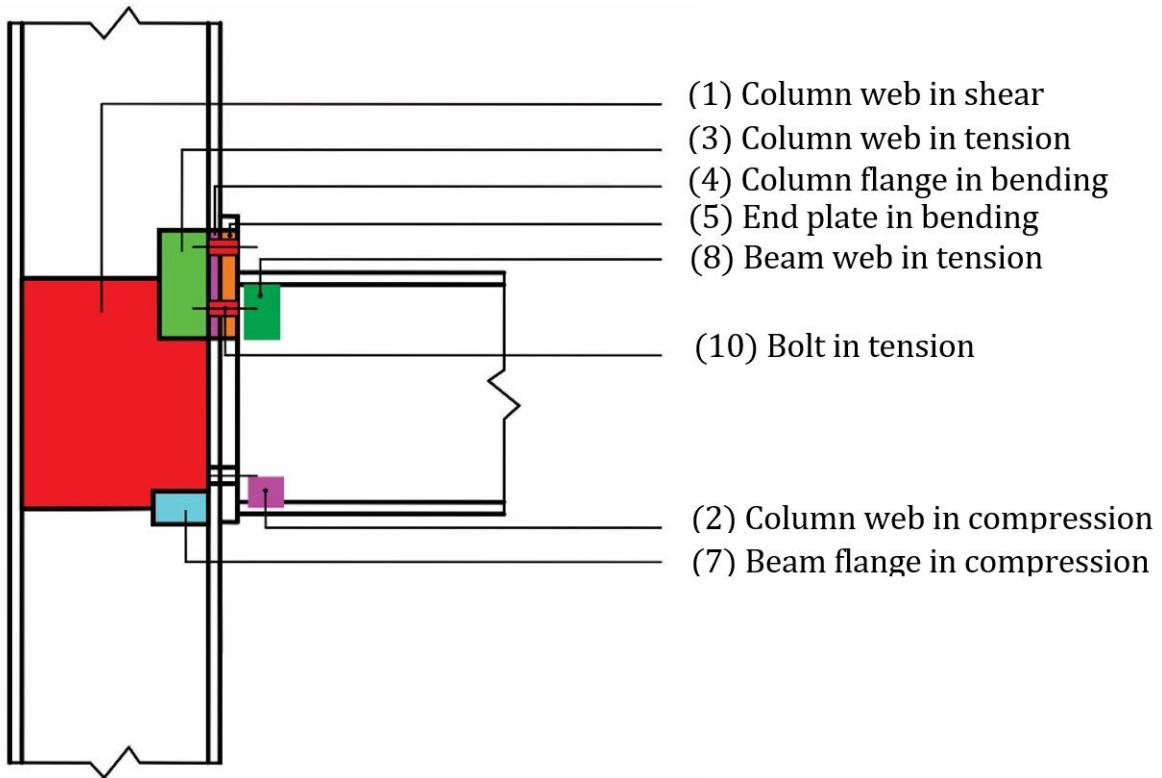 (1) Column web in shear
(3) Column web in tension
(4) Column flange in bending
(5) End plate in bending
(8) Beam web in tension
(10) Bolt in tension
(2) Column web in compression
(7) Beam flange in compression